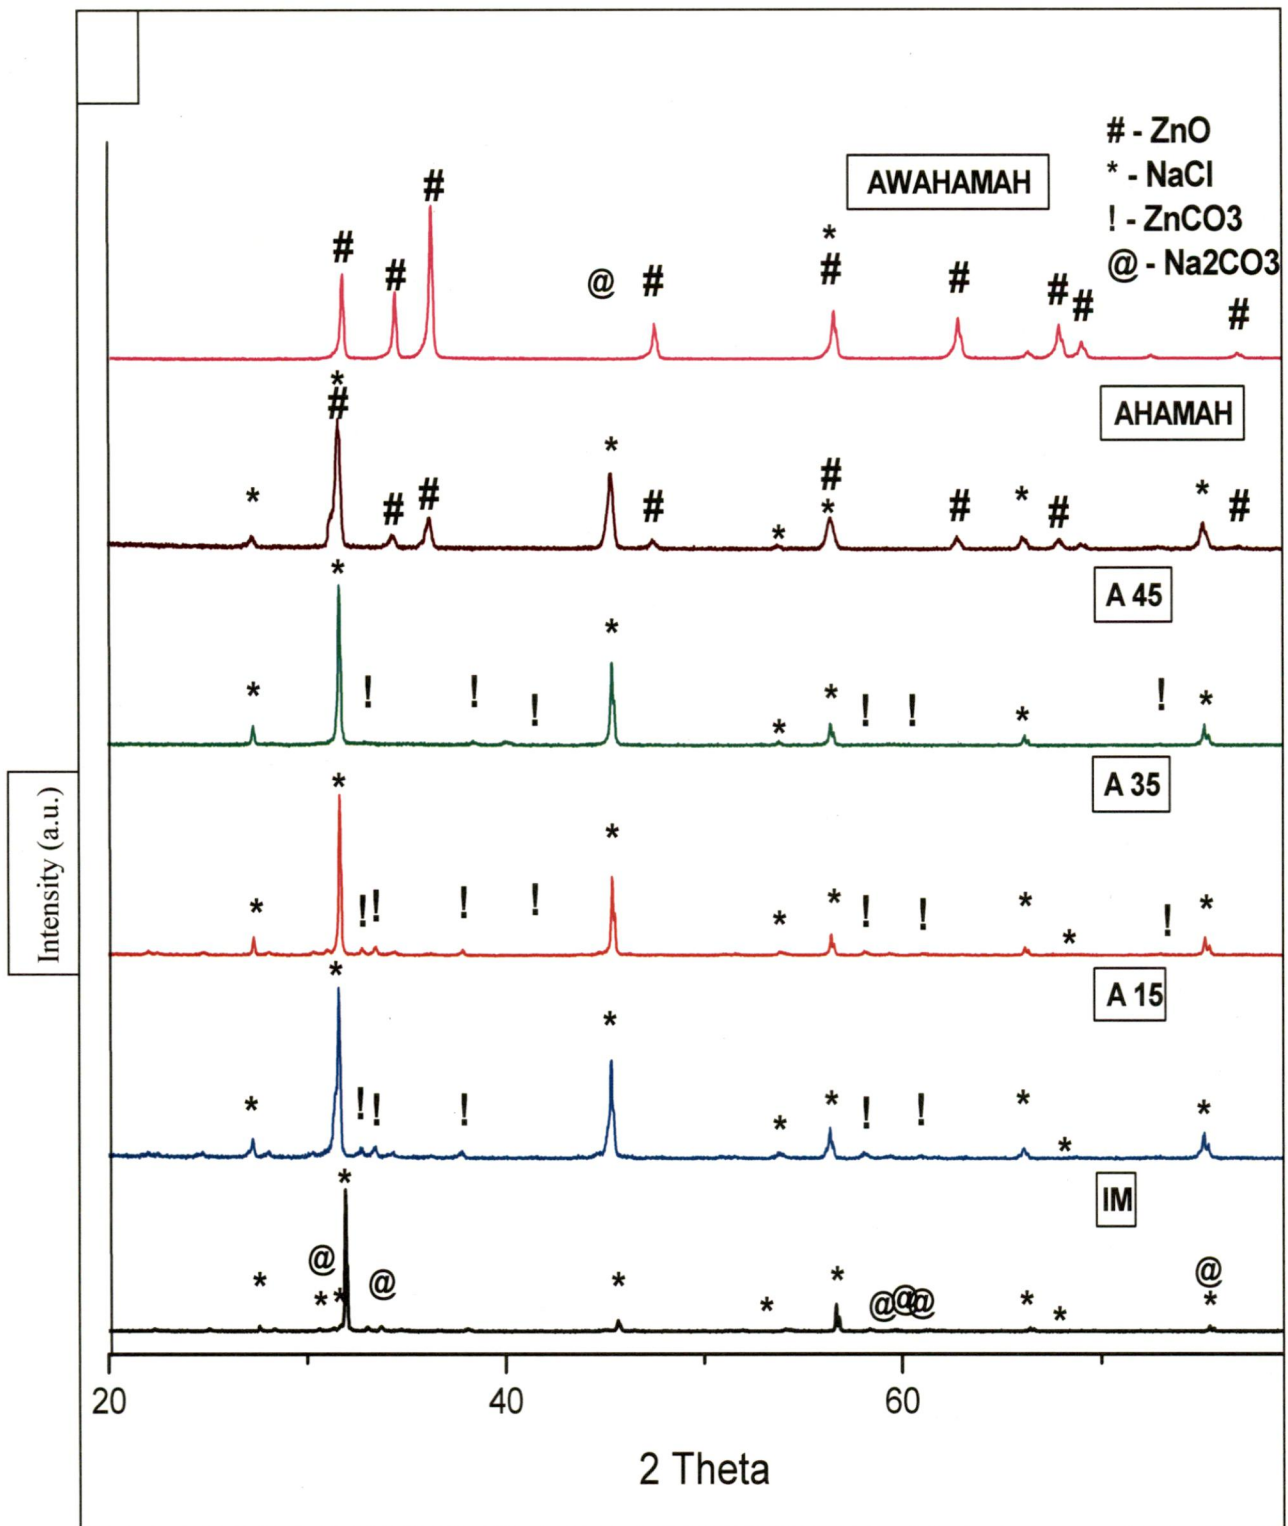 # - ZnO
* - NaCl
! - ZnCO3
@ - Na2CO3
AWAHAMAH
# # # @ # * # # # # #
AHAMAH
* * # # # * # * # * # * # * #
A 45
* * ! ! ! * * * ! ! * ! *
A 35
* * ! ! ! ! * * * ! ! * * ! *
A 15
* * ! ! ! * * * ! ! * * *
IM
* @ * * * @ * * * @ @ @ * * @ *
Intensity (a.u.)
20 40 60
2 Theta